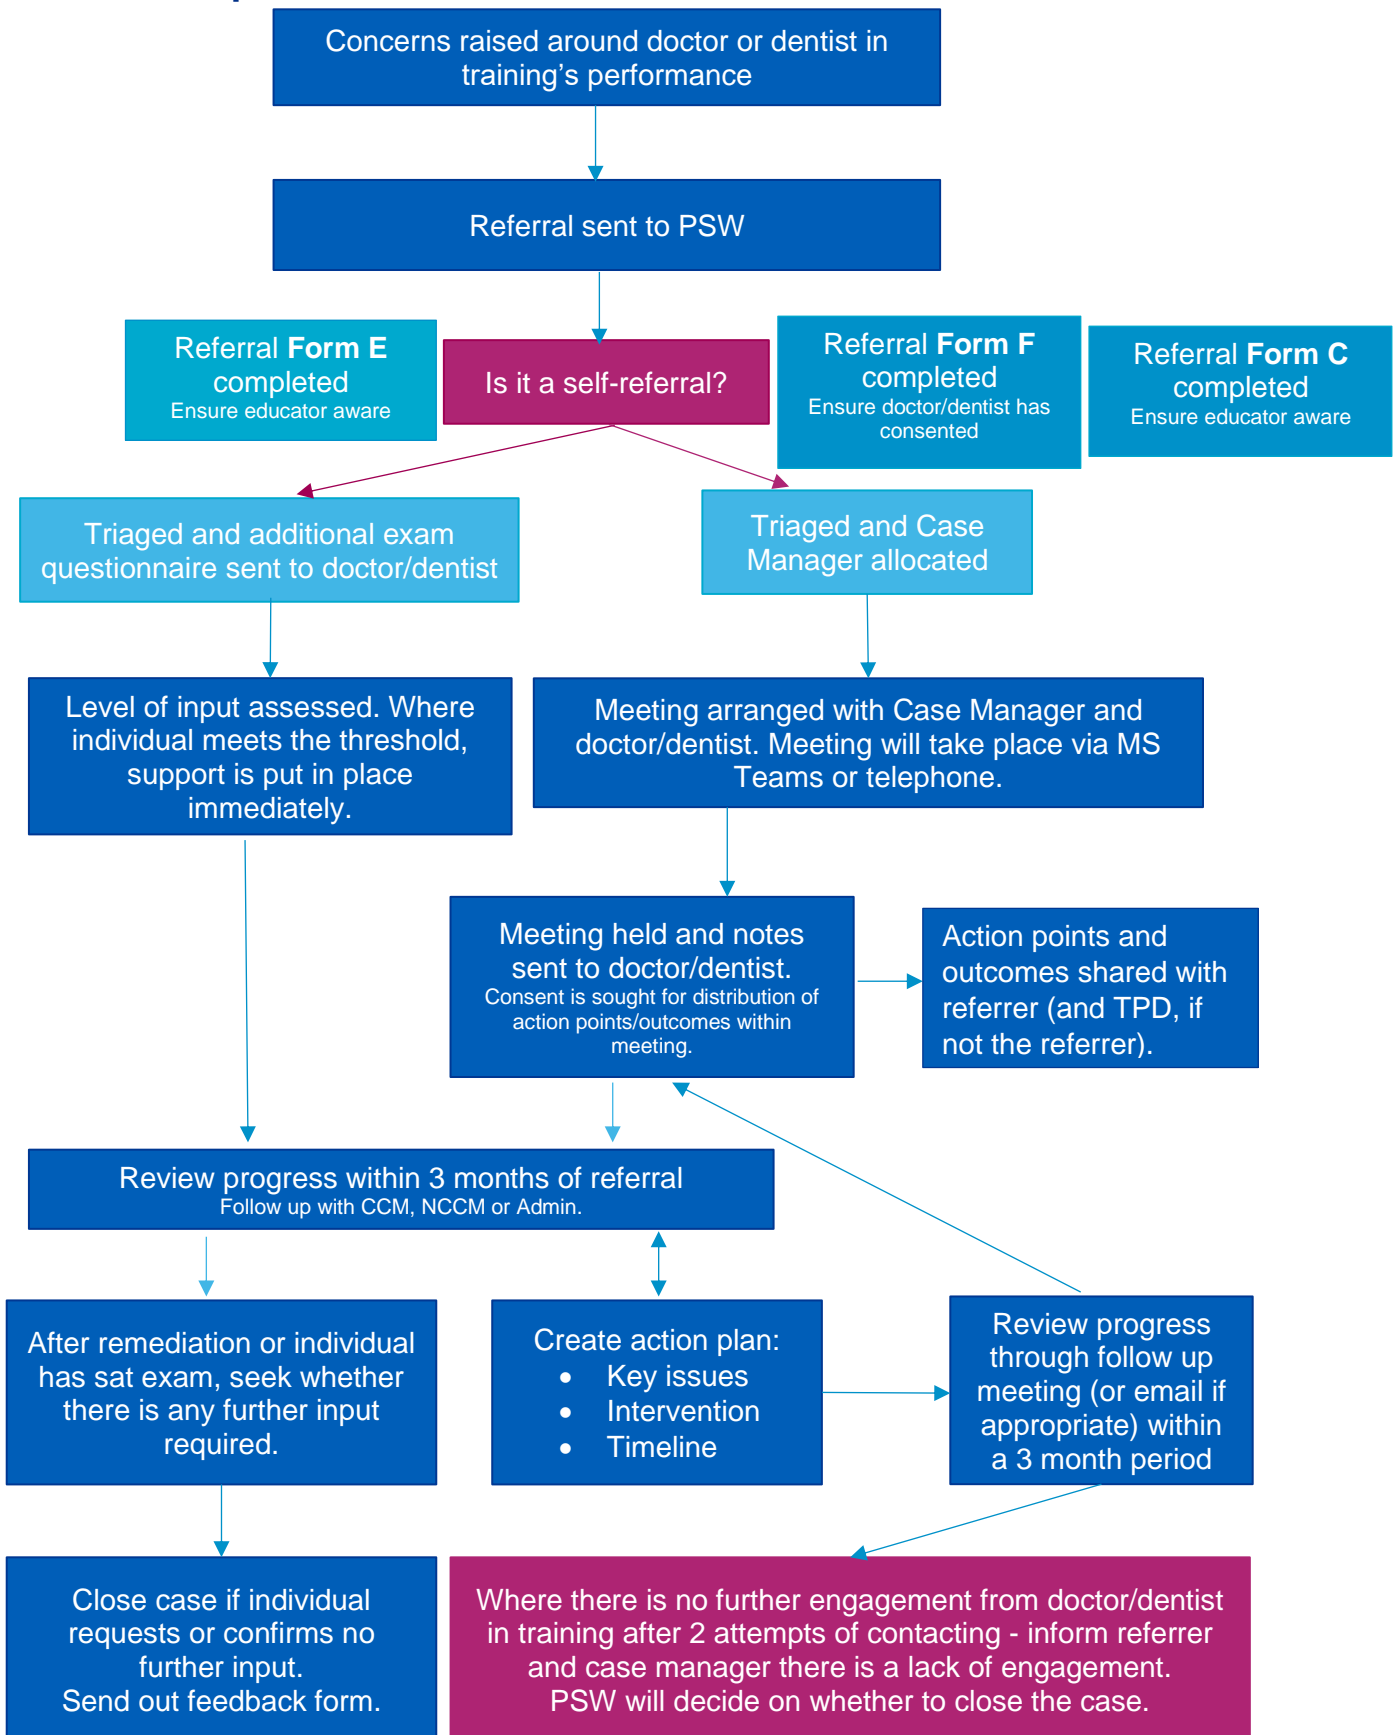 Concerns raised around doctor or dentist in
training’s performance
Referral sent to PSW
Referral Form E
completed
Ensure educator aware
Is it a self-referral?
Referral Form F
completed
Ensure doctor/dentist has
consented
Referral Form C
completed
Ensure educator aware
Triaged and additional exam
questionnaire sent to doctor/dentist
Triaged and Case
Manager allocated
Level of input assessed. Where
individual meets the threshold,
support is put in place
immediately.
Meeting arranged with Case Manager and
doctor/dentist. Meeting will take place via MS
Teams or telephone.
Meeting held and notes
sent to doctor/dentist.
Consent is sought for distribution of
action points/outcomes within
meeting.
Action points and
outcomes shared with
referrer (and TPD, if
not the referrer).
Review progress within 3 months of referral
Follow up with CCM, NCCM or Admin.
After remediation or individual
has sat exam, seek whether
there is any further input
required.
Create action plan:
• Key issues
• Intervention
• Timeline
Review progress
through follow up
meeting (or email if
appropriate) within
a 3 month period
Close case if individual
requests or confirms no
further input.
Send out feedback form.
Where there is no further engagement from doctor/dentist
in training after 2 attempts of contacting - inform referrer
and case manager there is a lack of engagement.
PSW will decide on whether to close the case.